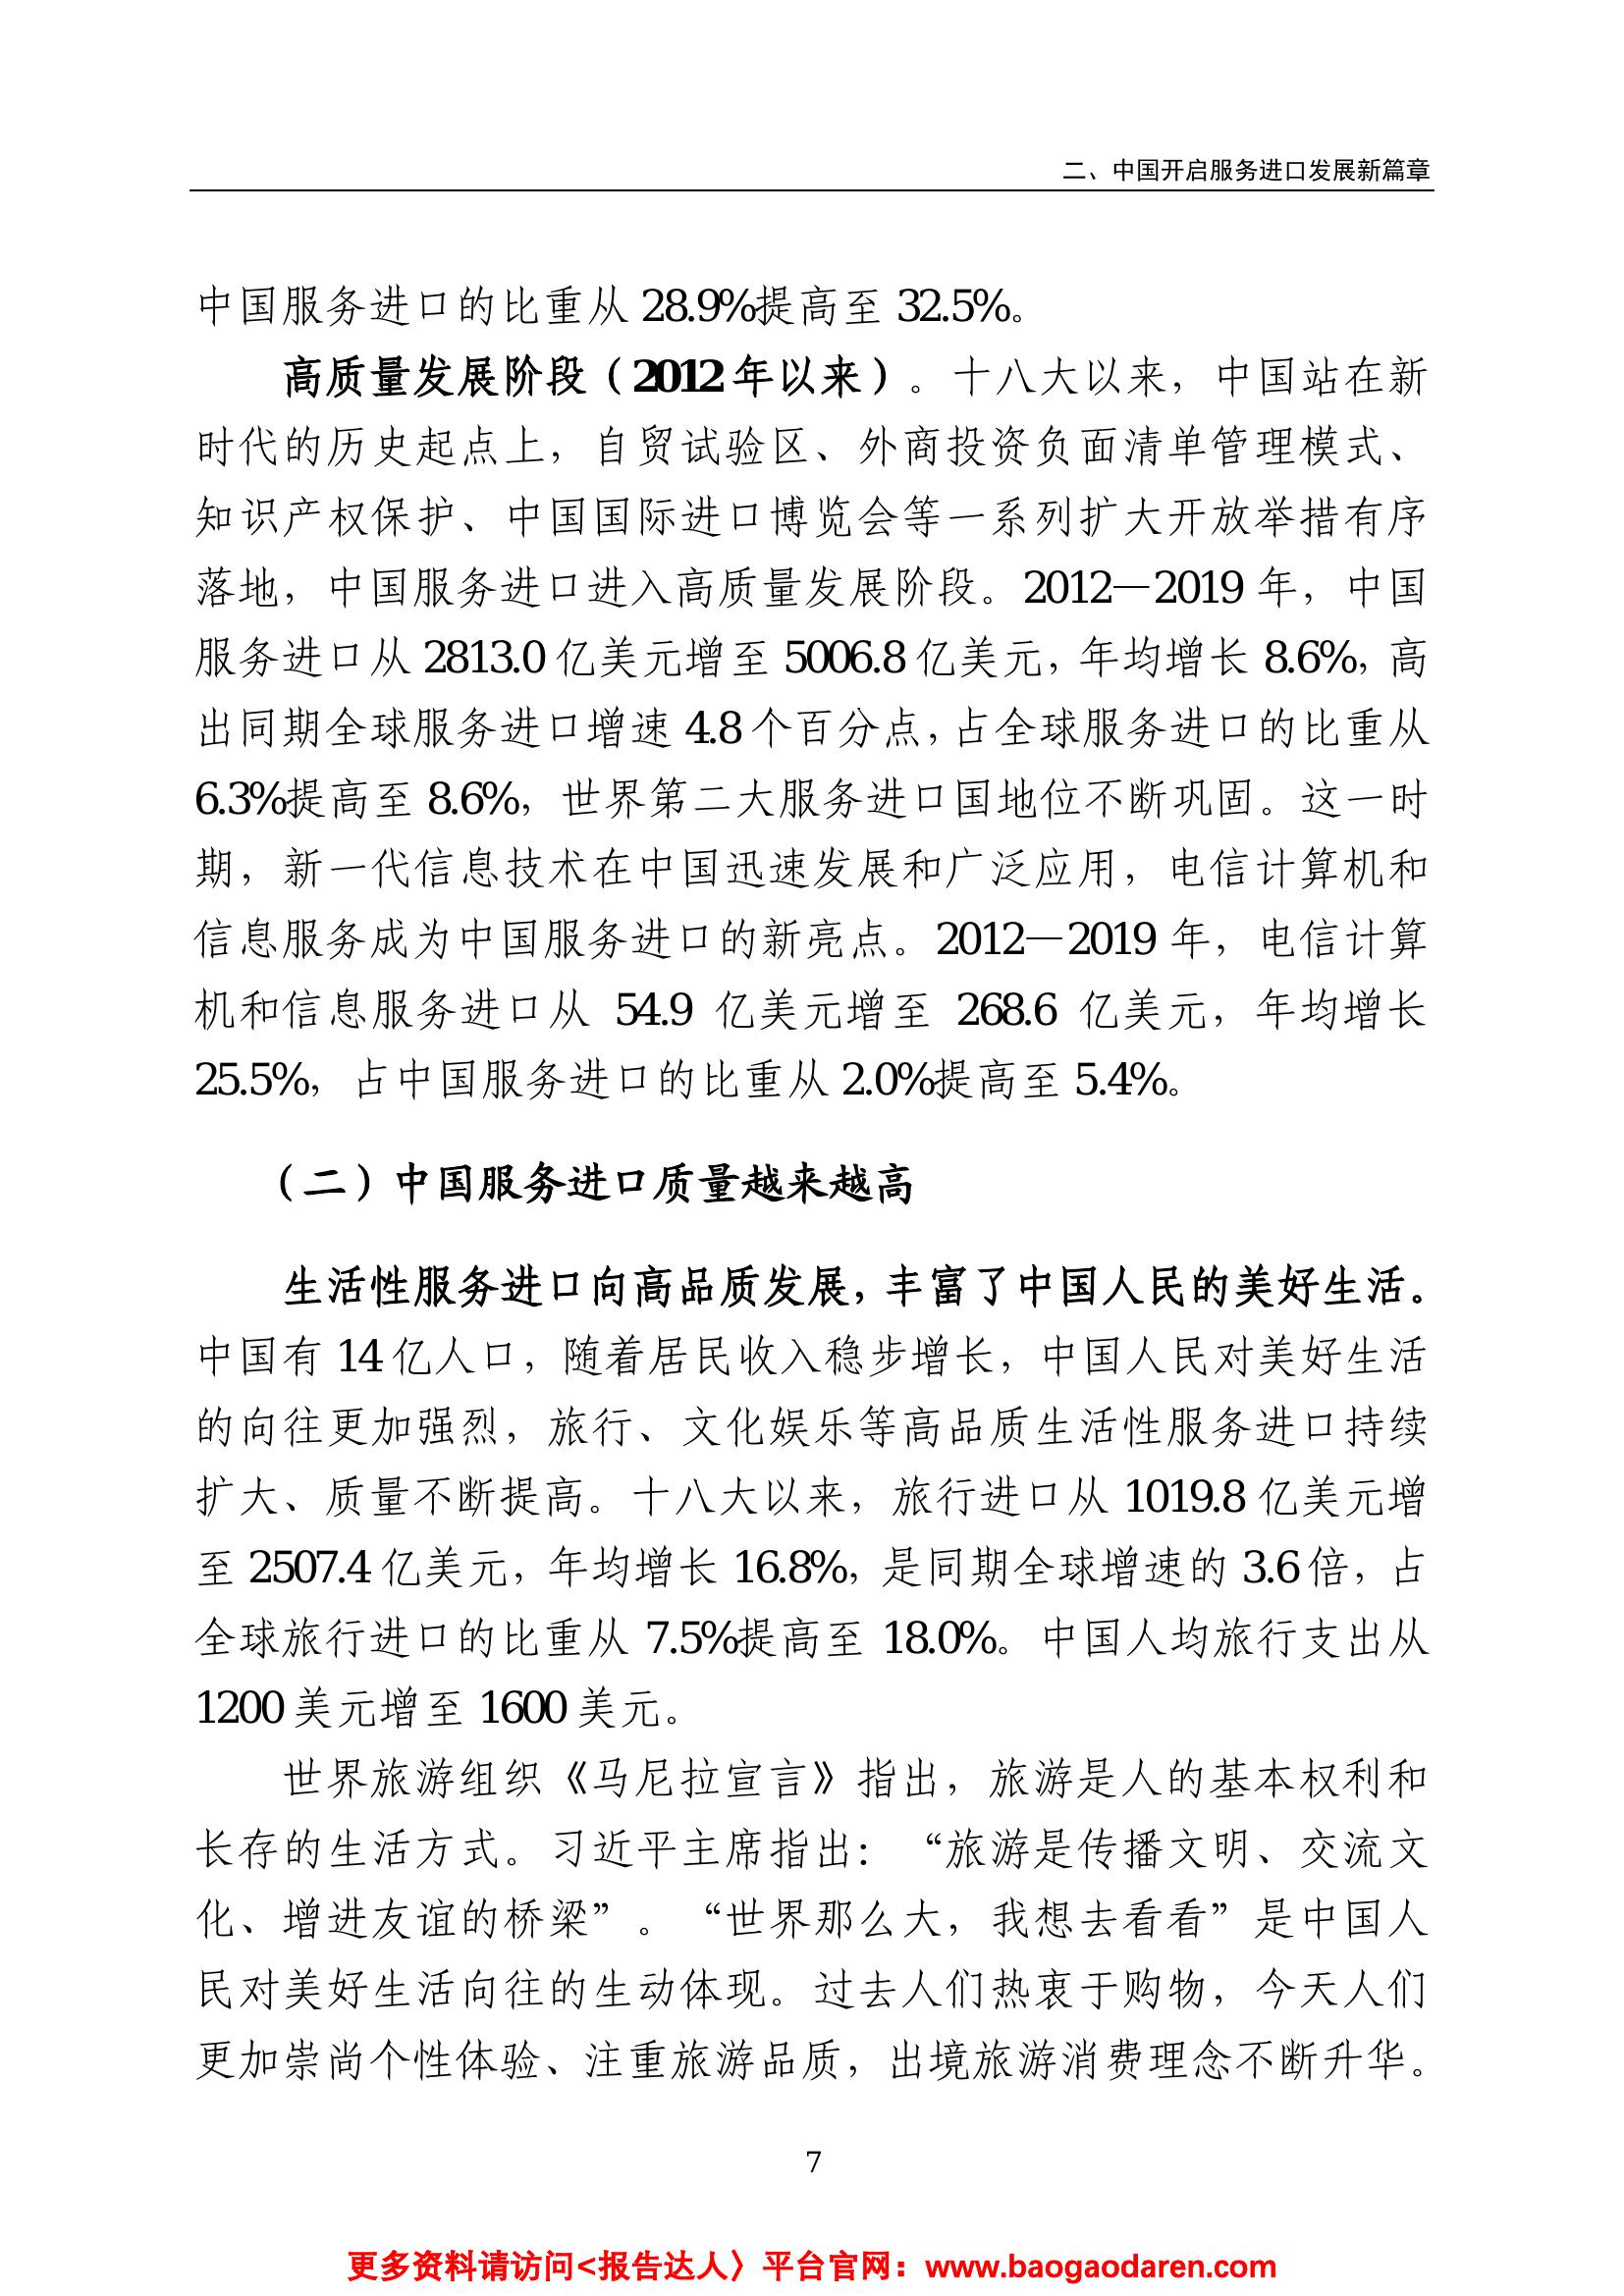 二、中国开启服务进口发展新篇章
中国服务进口的比重从 28.9%提高至 32.5%。
高质量发展阶段（2012 年以来）。十八大以来，中国站在新
时代的历史起点上，自贸试验区、外商投资负面清单管理模式、
知识产权保护、中国国际进口博览会等一系列扩大开放举措有序
落地，中国服务进口进入高质量发展阶段。2012—2019 年，中国
服务进口从 2813.0 亿美元增至 5006.8 亿美元，年均增长 8.6%，高
出同期全球服务进口增速 4.8 个百分点，占全球服务进口的比重从
6.3%提高至 8.6%，世界第二大服务进口国地位不断巩固。这一时
期，新一代信息技术在中国迅速发展和广泛应用，电信计算机和
信息服务成为中国服务进口的新亮点。2012—2019 年，电信计算
机和信息服务进口从 54.9 亿美元增至 268.6 亿美元，年均增长
25.5%，占中国服务进口的比重从 2.0%提高至 5.4%。
（二）中国服务进口质量越来越高
生活性服务进口向高品质发展，丰富了中国人民的美好生活。
中国有 14 亿人口，随着居民收入稳步增长，中国人民对美好生活
的向往更加强烈，旅行、文化娱乐等高品质生活性服务进口持续
扩大、质量不断提高。十八大以来，旅行进口从 1019.8 亿美元增
至 2507.4 亿美元，年均增长 16.8%，是同期全球增速的 3.6 倍，占
全球旅行进口的比重从 7.5%提高至 18.0%。中国人均旅行支出从
1200 美元增至 1600 美元。
世界旅游组织《马尼拉宣言》指出，旅游是人的基本权利和
长存的生活方式。习近平主席指出：“旅游是传播文明、交流文
化、增进友谊的桥梁”。“世界那么大，我想去看看”是中国人
民对美好生活向往的生动体现。过去人们热衷于购物，今天人们
更加崇尚个性体验、注重旅游品质，出境旅游消费理念不断升华。
7
更多资料请访问<报告达人〉平台官网：www.baogaodaren.com